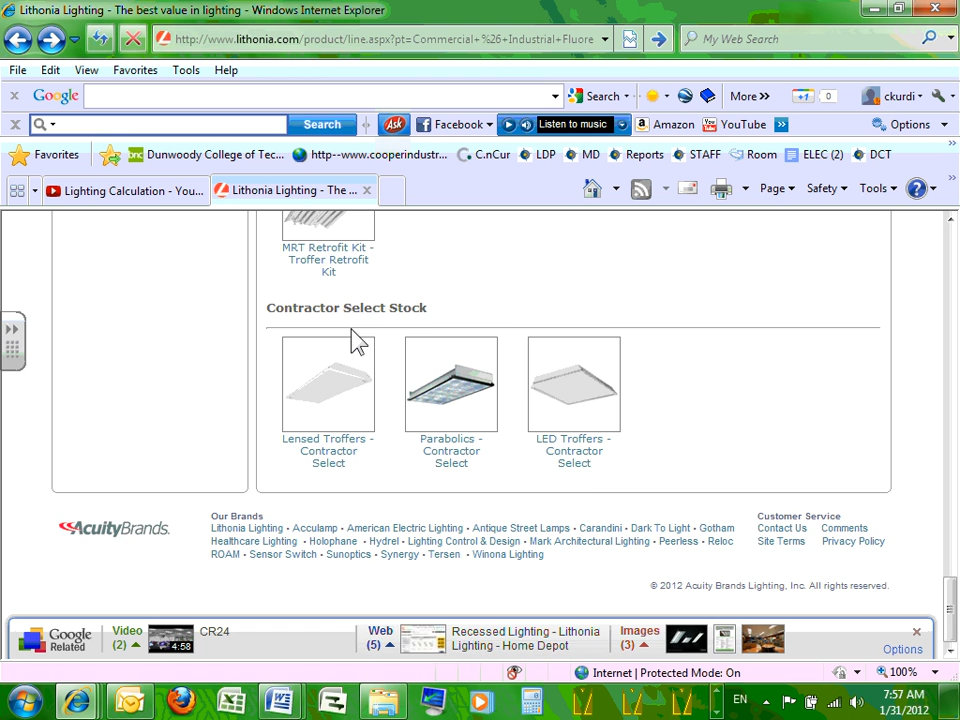 Lithonia Lighting - The best value in lighting - Windows Internet Explorer
http://www.lithonia.com/product/line.aspx?pt=Commercial+%26+Industrial+Fluore
My Web Search
File Edit View Favorites Tools Help
x Google Search More >> +1 0 ckurdi
x Search Ask Facebook Listen to music Amazon YouTube >> Options
Favorites Dunwoody College of Tec... http--www.cooperindustr... C.nCur LDP MD Reports STAFF Room ELEC (2) DCT
Lighting Calculation - You... Lithonia Lighting - The ... x Page Safety Tools
MRT Retrofit Kit -
Troffer Retrofit
Kit
Contractor Select Stock
Lensed Troffers -
Contractor
Select
Parabolics -
Contractor
Select
LED Troffers -
Contractor
Select
AcuityBrands.
Our Brands
Lithonia Lighting • Acculamp • American Electric Lighting • Antique Street Lamps • Carandini • Dark To Light • Gotham
Healthcare Lighting • Holophane • Hydrel • Lighting Control & Design • Mark Architectural Lighting • Peerless • Reloc
ROAM • Sensor Switch • Sunoptics • Synergy • Tersen • Winona Lighting
Customer Service
Contact Us Comments
Site Terms Privacy Policy
© 2012 Acuity Brands Lighting, Inc. All rights reserved.
Google
Related
Video
(2)
4:58
CR24
Web
(5)
Recessed Lighting - Lithonia
Lighting - Home Depot
Images
(3)
x
Options
Internet | Protected Mode: On 100%
EN
7:57 AM
1/31/2012